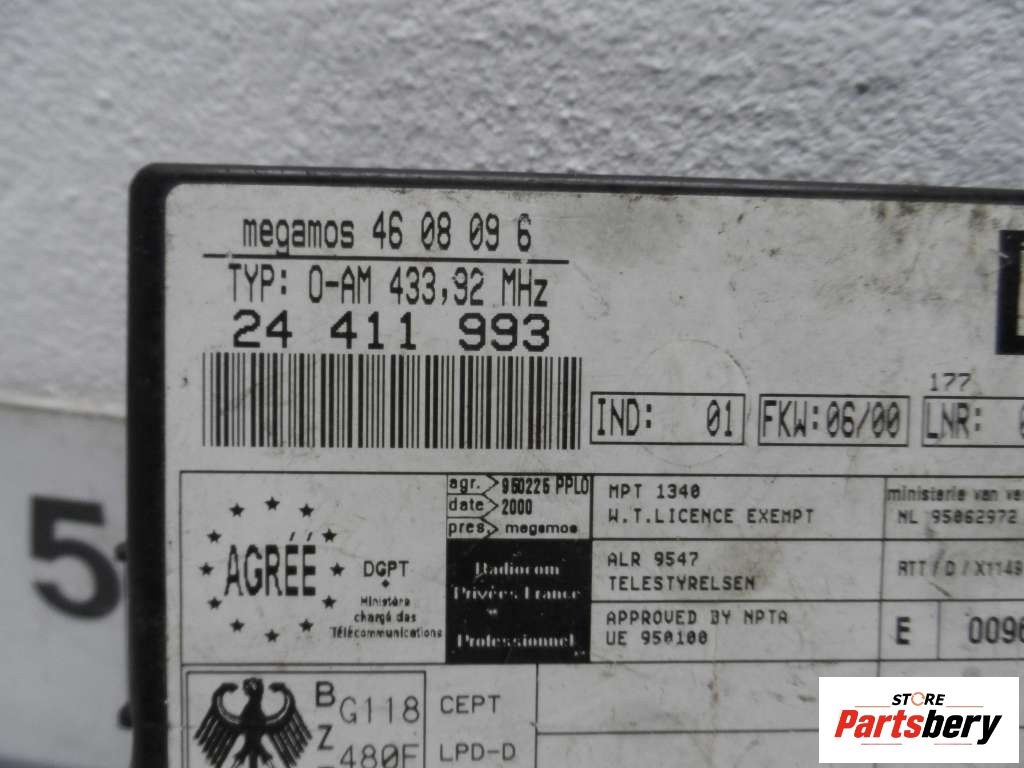 megamos 46 08 09 6
TYP: O-AM 433,92 MHz
24 411 993
177
IND: 01
FKW:06/00
LNR:
agr. 950225 PPLO
date 2000
pres. megamos
MPT 1340
W.T.LICENCE EXEMPT
ministerie van
NL 95062972
AGRÉÉ
DGPT
Ministère
chargé des
Télécommunications
Radiocom
Privées France
Professionnel
ALR 9547
TELESTYRELSEN
RTT/D/X1149
APPROVED BY NPTA
UE 950100
E 009
BZ
G118
480F
CEPT
LPD-D
5
STORE
Partsbery